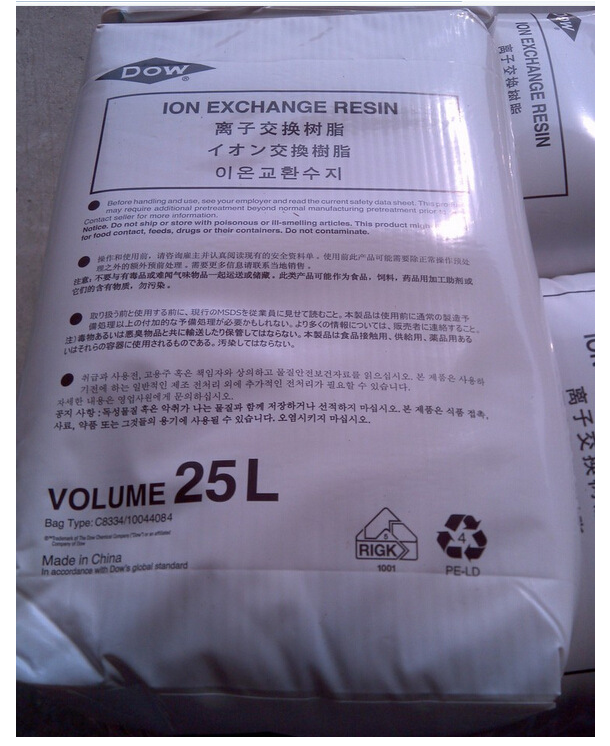 DOW
ION EXCHANGE RESIN
离子交换树脂
イオン交換樹脂
이온교환수지
Before handling and use, see your employer and read the current safety data sheet. This
may require additional pretreatment beyond normal manufacturing pretreatment prior to
Contact seller for more information.
Notice. Do not ship or store with poisonous or ill-smelling articles. This product
for food contact, feeds, drugs or their containers. Do not contaminate.
操作和使用前，请咨询雇主并认真阅读现有的安全资料单．使用前此产品可能需要除正常操作预处
理之外的额外预前处理．需要更多信息请联系当地销售．
注意：不要与有毒品或难闻气味物品一起运送或储藏．此类产品可能作为食品，饲料，药品用加工助剂或
它们的含有物质，勿污染。
取り扱う前と使用する前に、現行のMSDSを従業員に見せて読むこと。本製品は使用前に通常の製造予
備処理以上の付加的な予備処理が必要かもしれない。より多くの情報については、販売者に連絡すること。
注）毒物あるいは悪臭物品と共に輸送したり保管してはならない。本製品は食品接触用、供給用、薬品用ある
いはそれらの容器に使用されるものである。汚染してはならない。
취급과 사용전, 고용주 혹은 책임자와 상의하고 물질안전보건자료를 읽으십시오. 본 제품은 사용하
기전에 하는 일반적인 제조 전처리 외에 추가적인 전처리가 필요할 수 있습니다.
자세한 내용은 영업사원에게 문의하십시오.
공지 사항 : 독성물질 혹은 악취가 나는 물질과 함께 저장하거나 선적하지 마십시오. 본 제품은 식품 접촉,
사료, 약품 또는 그것들의 용기에 사용될 수 있습니다. 오염시키지 마십시오.
VOLUME 25 L
Bag Type: C8334/10044084
®™Trademark of The Dow Chemical Company ("Dow") or an affiliated
Company of Dow
Made in China
In accordance with Dow's global standard
RIGK
1001
4
PE-LD
DOW
ION EXCHANGE RESIN
离子交换树脂
ION
离子交换树